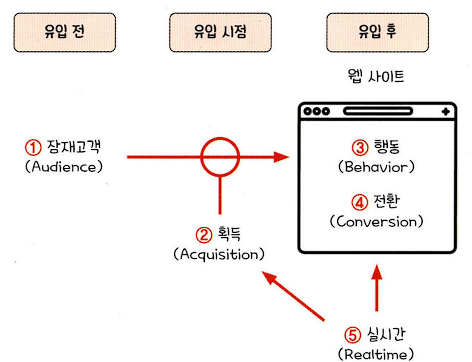 유입 전
유입 시점
유입 후
웹 사이트
① 잠재고객
(Audience)
③ 행동
(Behavior)
④ 전환
(Conversion)
② 획득
(Acquisition)
⑤ 실시간
(Realtime)